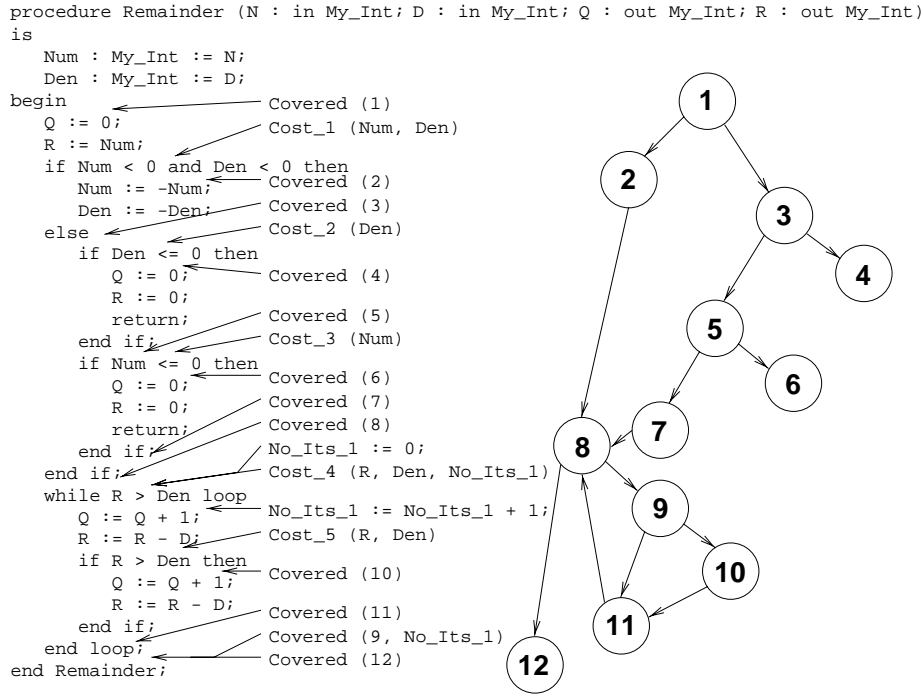 procedure Remainder (N : in My_Int; D : in My_Int; Q : out My_Int; R : out My_Int)
is
Num : My_Int := N;
Den : My_Int := D;
begin
Covered (1)
Q := 0;
Cost_1 (Num, Den)
R := Num;
if Num < 0 and Den < 0 then
Num := -Num;
Covered (2)
Den := -Den;
Covered (3)
else
Cost_2 (Den)
if Den <= 0 then
Q := 0;
Covered (4)
R := 0;
return;
Covered (5)
end if;
Cost_3 (Num)
if Num <= 0 then
Q := 0;
Covered (6)
R := 0;
Covered (7)
return;
Covered (8)
end if;
No_Its_1 := 0;
end if;
Cost_4 (R, Den, No_Its_1)
while R > Den loop
Q := Q + 1;
No_Its_1 := No_Its_1 + 1;
R := R - D;
Cost_5 (R, Den)
if R > Den then
Q := Q + 1;
Covered (10)
R := R - D;
end if;
Covered (11)
end loop;
Covered (9, No_Its_1)
end Remainder;
Covered (12)
1
2
3
4
5
6
7
8
9
10
11
12